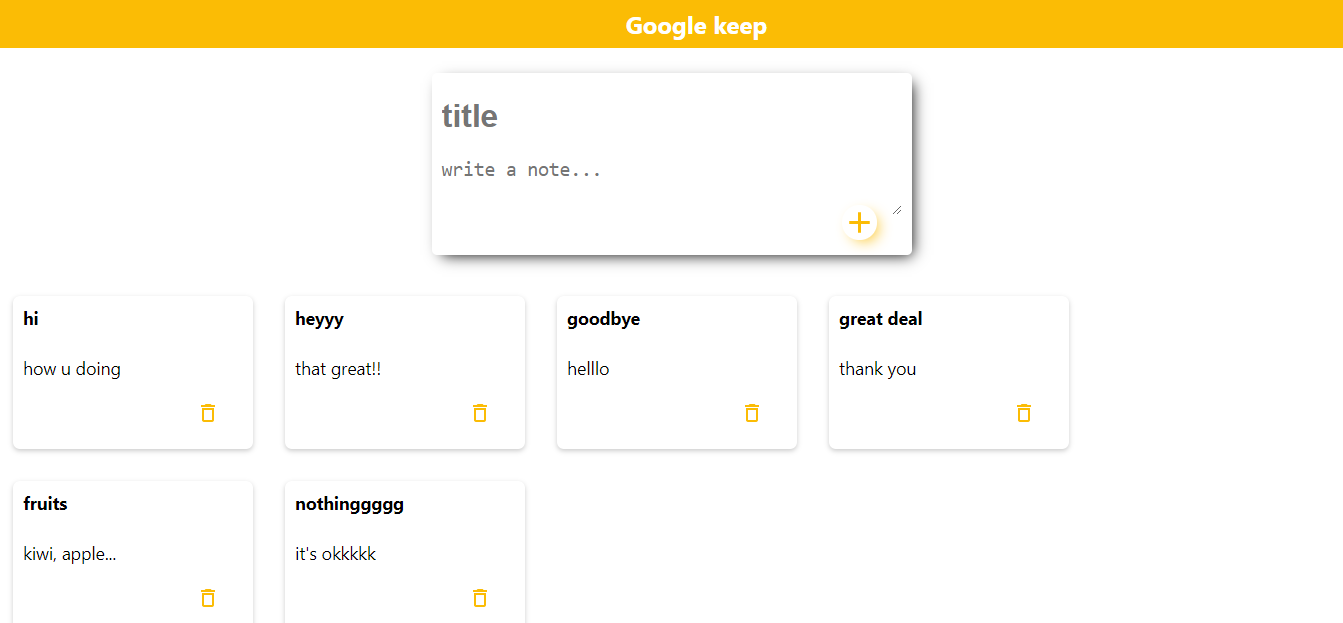 Google keep
title
write a note...
hi
how u doing
heyyy
that great!!
goodbye
helllo
great deal
thank you
fruits
kiwi, apple...
nothinggggg
it's okkkkk